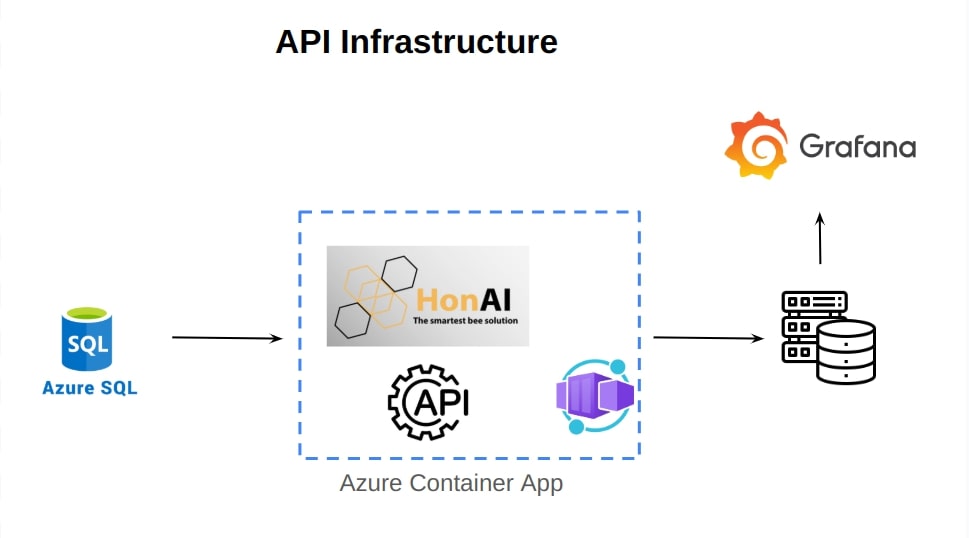 API Infrastructure
Grafana
HonAI
The smartest bee solution
SQL
Azure SQL
API
Azure Container App